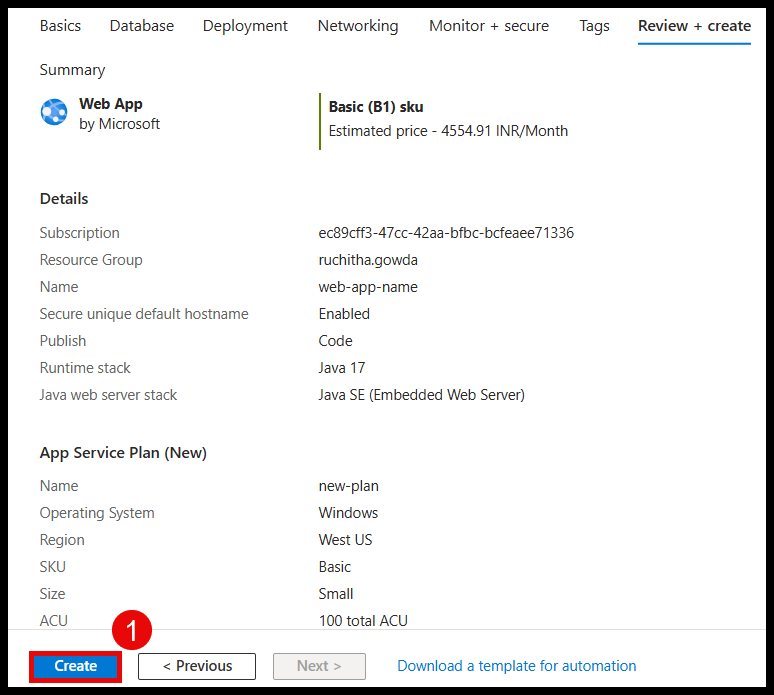 Basics Database Deployment Networking Monitor + secure Tags Review + create
Summary
Web App
by Microsoft
Basic (B1) sku
Estimated price - 4554.91 INR/Month
Details
Subscription ec89cff3-47cc-42aa-bfbc-bcfeaee71336
Resource Group ruchitha.gowda
Name web-app-name
Secure unique default hostname Enabled
Publish Code
Runtime stack Java 17
Java web server stack Java SE (Embedded Web Server)
App Service Plan (New)
Name new-plan
Operating System Windows
Region West US
SKU Basic
Size Small
ACU 100 total ACU
1
Create < Previous Next > Download a template for automation